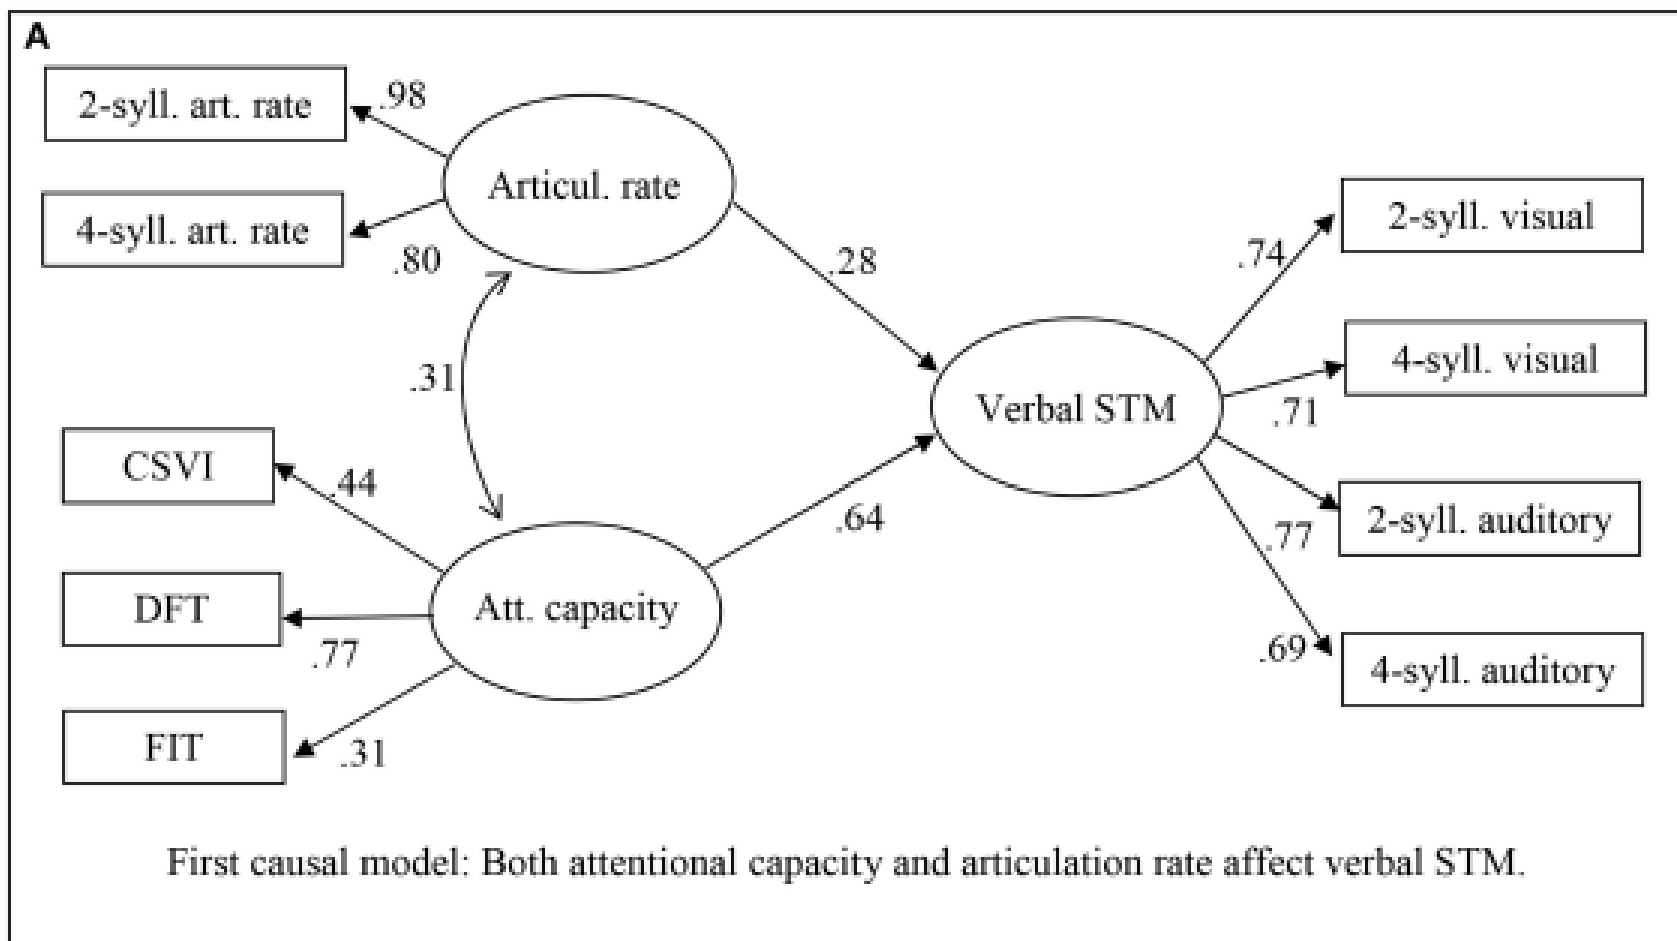 A
2-syll. art. rate
.98
Articul. rate
4-syll. art. rate
.80
.28
2-syll. visual
.74
.31
4-syll. visual
.71
Verbal STM
CSVI
.44
.64
2-syll. auditory
.77
DFT
.77
Att. capacity
4-syll. auditory
.69
FIT
.31
First causal model: Both attentional capacity and articulation rate affect verbal STM.